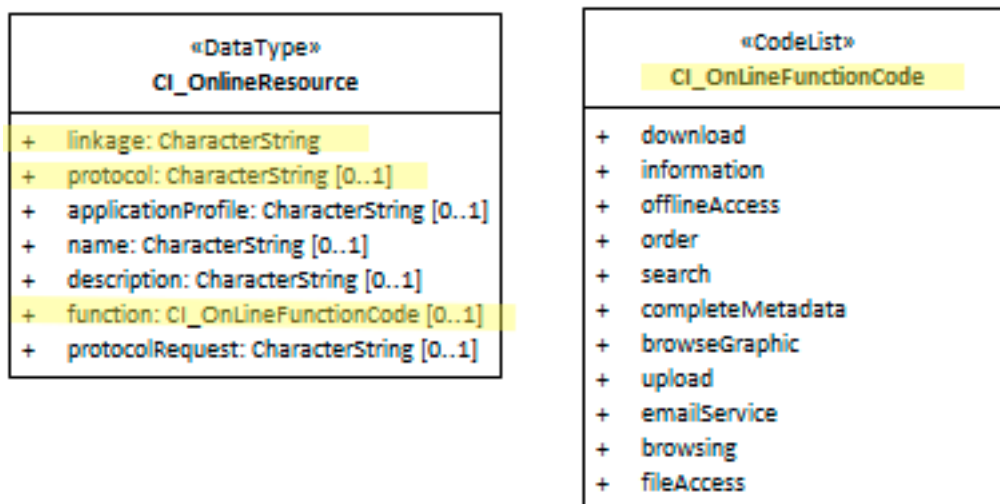 «DataType»
CI_OnlineResource
+ linkage: CharacterString
+ protocol: CharacterString [0..1]
+ applicationProfile: CharacterString [0..1]
+ name: CharacterString [0..1]
+ description: CharacterString [0..1]
+ function: CI_OnLineFunctionCode [0..1]
+ protocolRequest: CharacterString [0..1]
«CodeList»
CI_OnLineFunctionCode
+ download
+ information
+ offlineAccess
+ order
+ search
+ completeMetadata
+ browseGraphic
+ upload
+ emailService
+ browsing
+ fileAccess